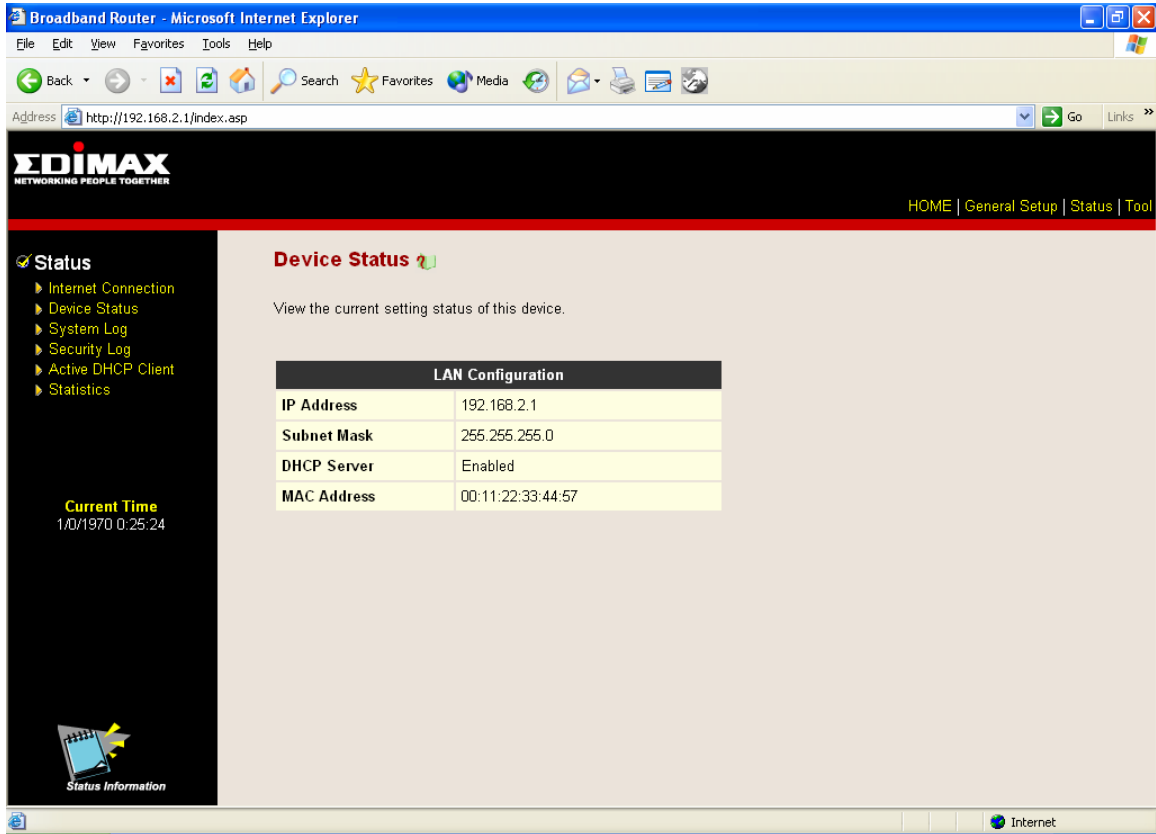 Broadband Router - Microsoft Internet Explorer
File Edit View Favorites Tools Help
Back Search Favorites Media
Address http://192.168.2.1/index.asp Go Links »
EDIMAX
NETWORKING PEOPLE TOGETHER
HOME | General Setup | Status | Tool
Status
Internet Connection
Device Status
System Log
Security Log
Active DHCP Client
Statistics
Current Time
1/0/1970 0:25:24
Status Information
Device Status
View the current setting status of this device.
LAN Configuration
IP Address 192.168.2.1
Subnet Mask 255.255.255.0
DHCP Server Enabled
MAC Address 00:11:22:33:44:57
Internet